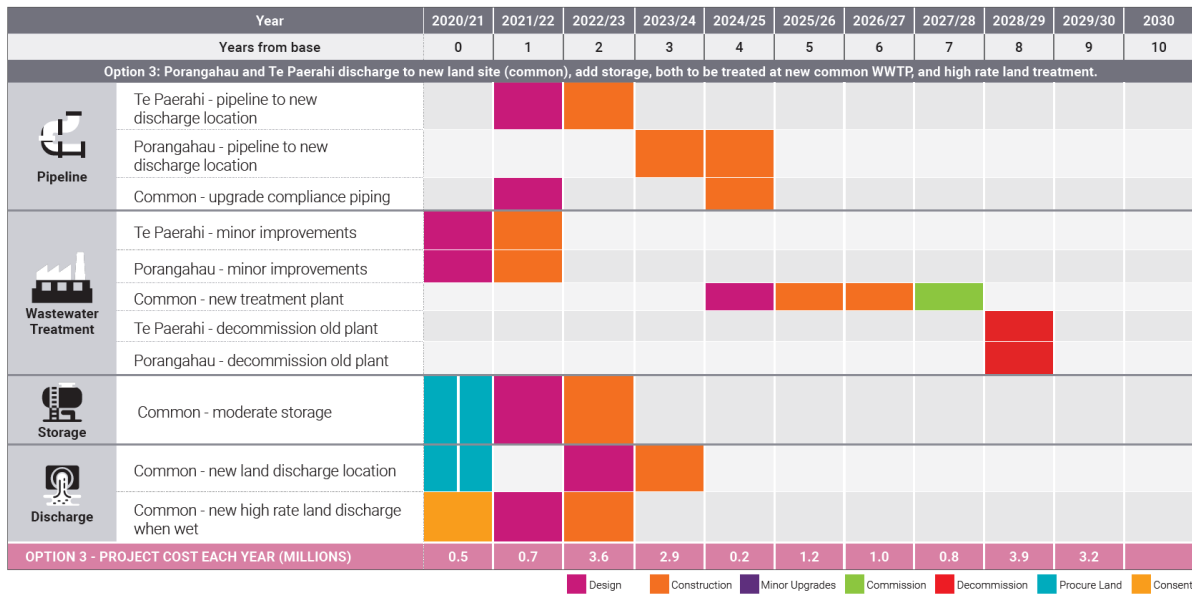 Year 2020/21 2021/22 2022/23 2023/24 2024/25 2025/26 2026/27 2027/28 2028/29 2029/30 2030
Years from base 0 1 2 3 4 5 6 7 8 9 10
Option 3: Porangahau and Te Paerahi discharge to new land site (common), add storage, both to be treated at new common WWTP, and high rate land treatment.
Pipeline
Te Paerahi - pipeline to new
discharge location
Porangahau - pipeline to new
discharge location
Common - upgrade compliance piping
Wastewater
Treatment
Te Paerahi - minor improvements
Porangahau - minor improvements
Common - new treatment plant
Te Paerahi - decommission old plant
Porangahau - decommission old plant
Storage
Common - moderate storage
Discharge
Common - new land discharge location
Common - new high rate land discharge
when wet
OPTION 3 - PROJECT COST EACH YEAR (MILLIONS) 0.5 0.7 3.6 2.9 0.2 1.2 1.0 0.8 3.9 3.2
Design Construction Minor Upgrades Commission Decommission Procure Land Consent